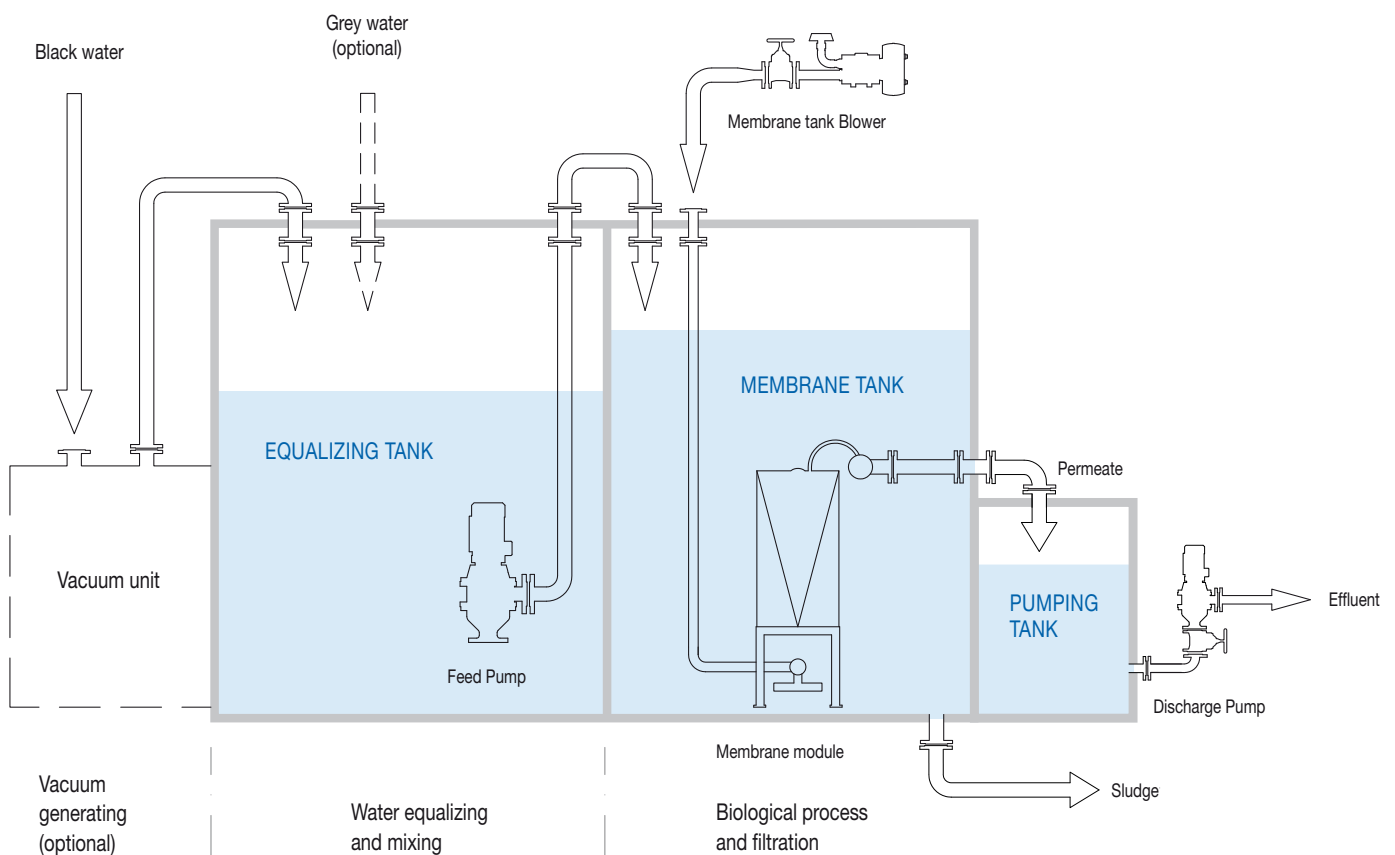 Black water
Grey water
(optional)
Membrane tank Blower
MEMBRANE TANK
EQUALIZING TANK
Permeate
Vacuum unit
PUMPING
TANK
Effluent
Feed Pump
Discharge Pump
Membrane module
Sludge
Vacuum
generating
(optional)
Water equalizing
and mixing
Biological process
and filtration